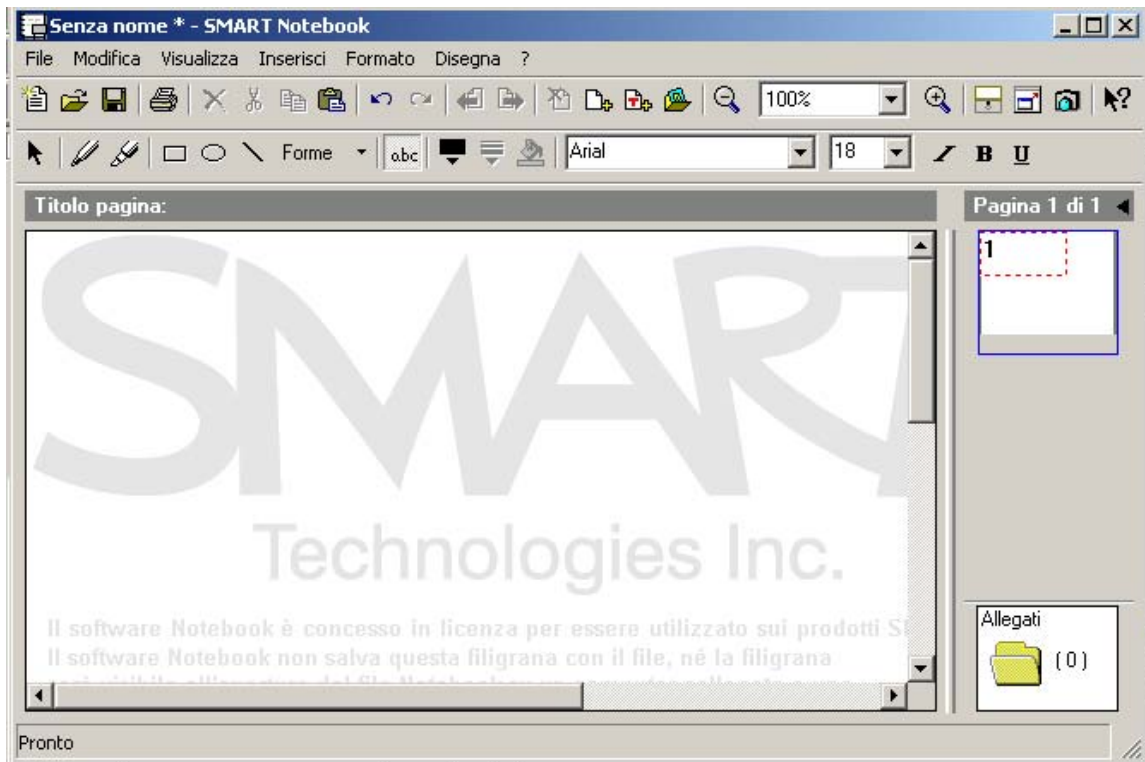 Senza nome * - SMART Notebook
File Modifica Visualizza Inserisci Formato Disegna ?
100%
Forme abc Arial 18 I B U
Titolo pagina: Pagina 1 di 1
1
SMART
Technologies Inc.
Il software Notebook è concesso in licenza per essere utilizzato sui prodotti
Il software Notebook non salva questa filigrana con il file, né la filigrana
Allegati
(0)
Pronto